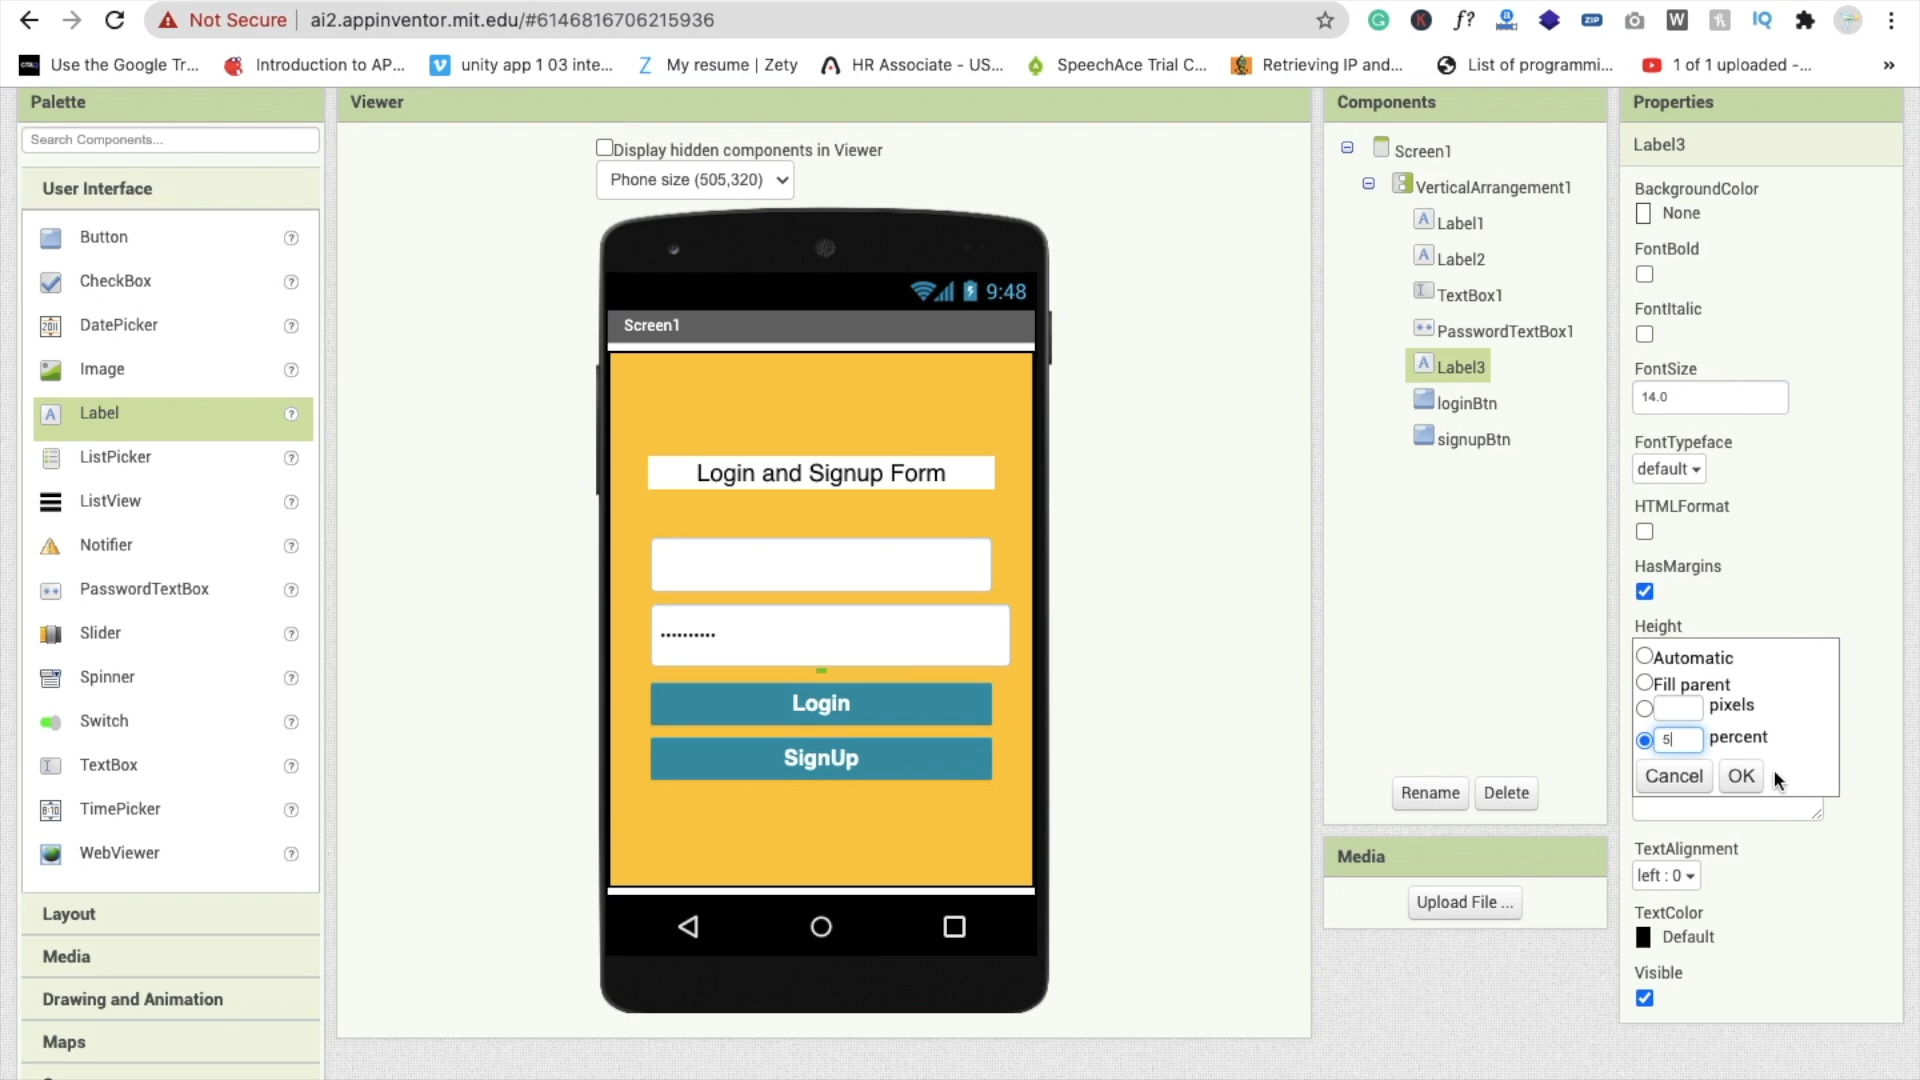 Not Secure
ai2.appinventor.mit.edu/#6146816706215936
Use the Google Tr...
Introduction to AP...
unity app 1 03 inte...
My resume | Zety
HR Associate - US...
SpeechAce Trial C...
Retrieving IP and...
List of programmi...
1 of 1 uploaded -...
»
Palette
Search Components...
User Interface
Button
CheckBox
DatePicker
Image
Label
ListPicker
ListView
Notifier
PasswordTextBox
Slider
Spinner
Switch
TextBox
TimePicker
WebViewer
Layout
Media
Drawing and Animation
Maps
Viewer
Display hidden components in Viewer
Phone size (505,320)
9:48
Screen1
Login and Signup Form
••••••••••
Login
SignUp
Components
Screen1
VerticalArrangement1
Label1
Label2
TextBox1
PasswordTextBox1
Label3
loginBtn
signupBtn
Rename
Delete
Media
Upload File ...
Properties
Label3
BackgroundColor
None
FontBold
FontItalic
FontSize
14.0
FontTypeface
default
HTMLFormat
HasMargins
Height
Automatic
Fill parent
pixels
5 percent
Cancel
OK
TextAlignment
left : 0
TextColor
Default
Visible